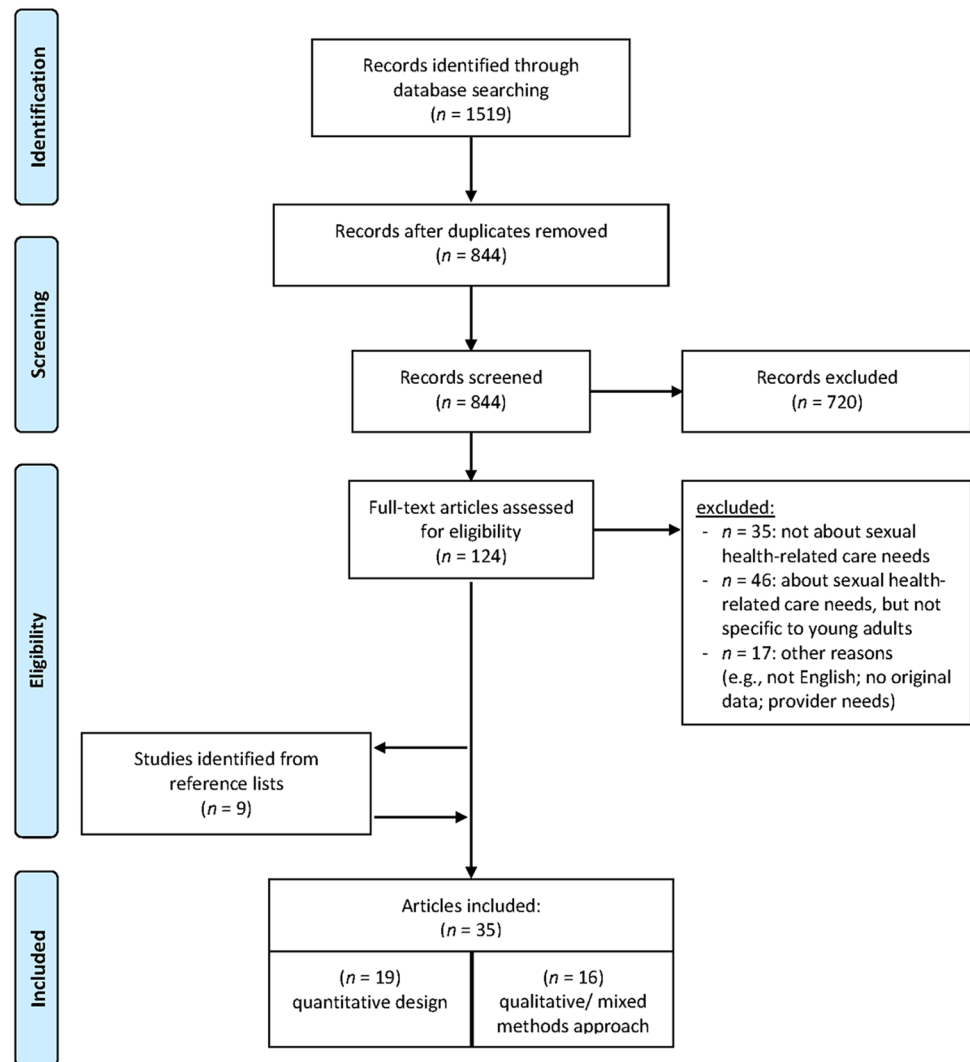 Identification
Records identified through
database searching
(n = 1519)
Records after duplicates removed
(n = 844)
Screening
Records screened
(n = 844)
Records excluded
(n = 720)
Eligibility
Full-text articles assessed
for eligibility
(n = 124)
excluded:
- n = 35: not about sexual
health-related care needs
- n = 46: about sexual health-
related care needs, but not
specific to young adults
- n = 17: other reasons
(e.g., not English; no original
data; provider needs)
Studies identified from
reference lists
(n = 9)
Included
Articles included:
(n = 35)
(n = 19)
quantitative design
(n = 16)
qualitative/ mixed
methods approach